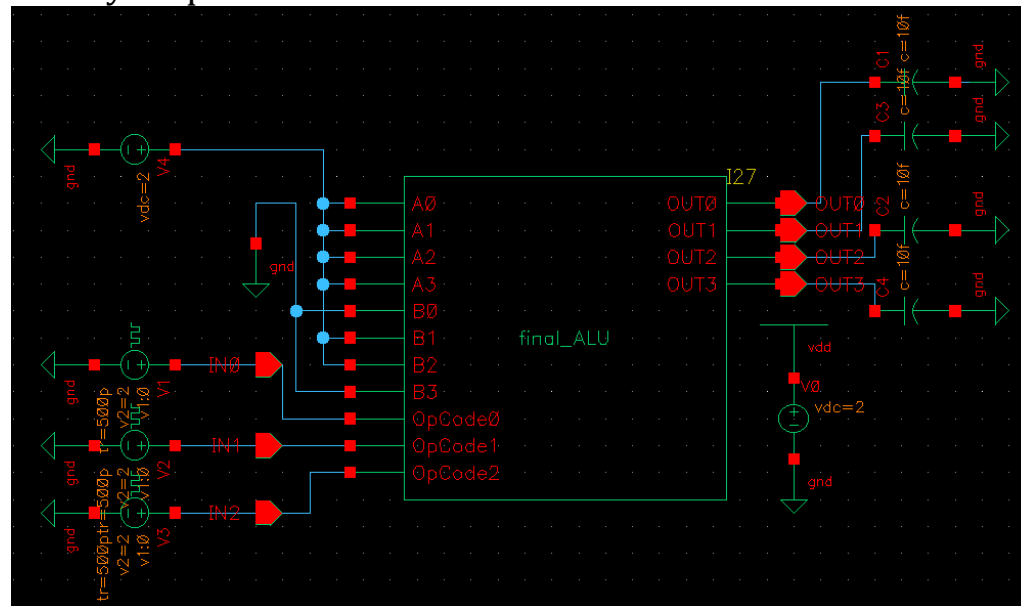 I27
A0
A1
A2
A3
B0
B1
B2
B3
OpCode0
OpCode1
OpCode2
final_ALU
OUT0
OUT1
OUT2
OUT3
OUT0
OUT1
OUT2
OUT3
gnd
vdc=2
V4
gnd
gnd
IN0
V1
v2=2
v1:0
tr=500p
gnd
IN1
V2
v2=2
v1:0
tr=500p
gnd
IN2
V3
v2=2
v1:0
tr=500p
C1
c=10f
gnd
C3
c=10f
gnd
C2
c=10f
gnd
C4
c=10f
gnd
vdd
V0
vdc=2
gnd